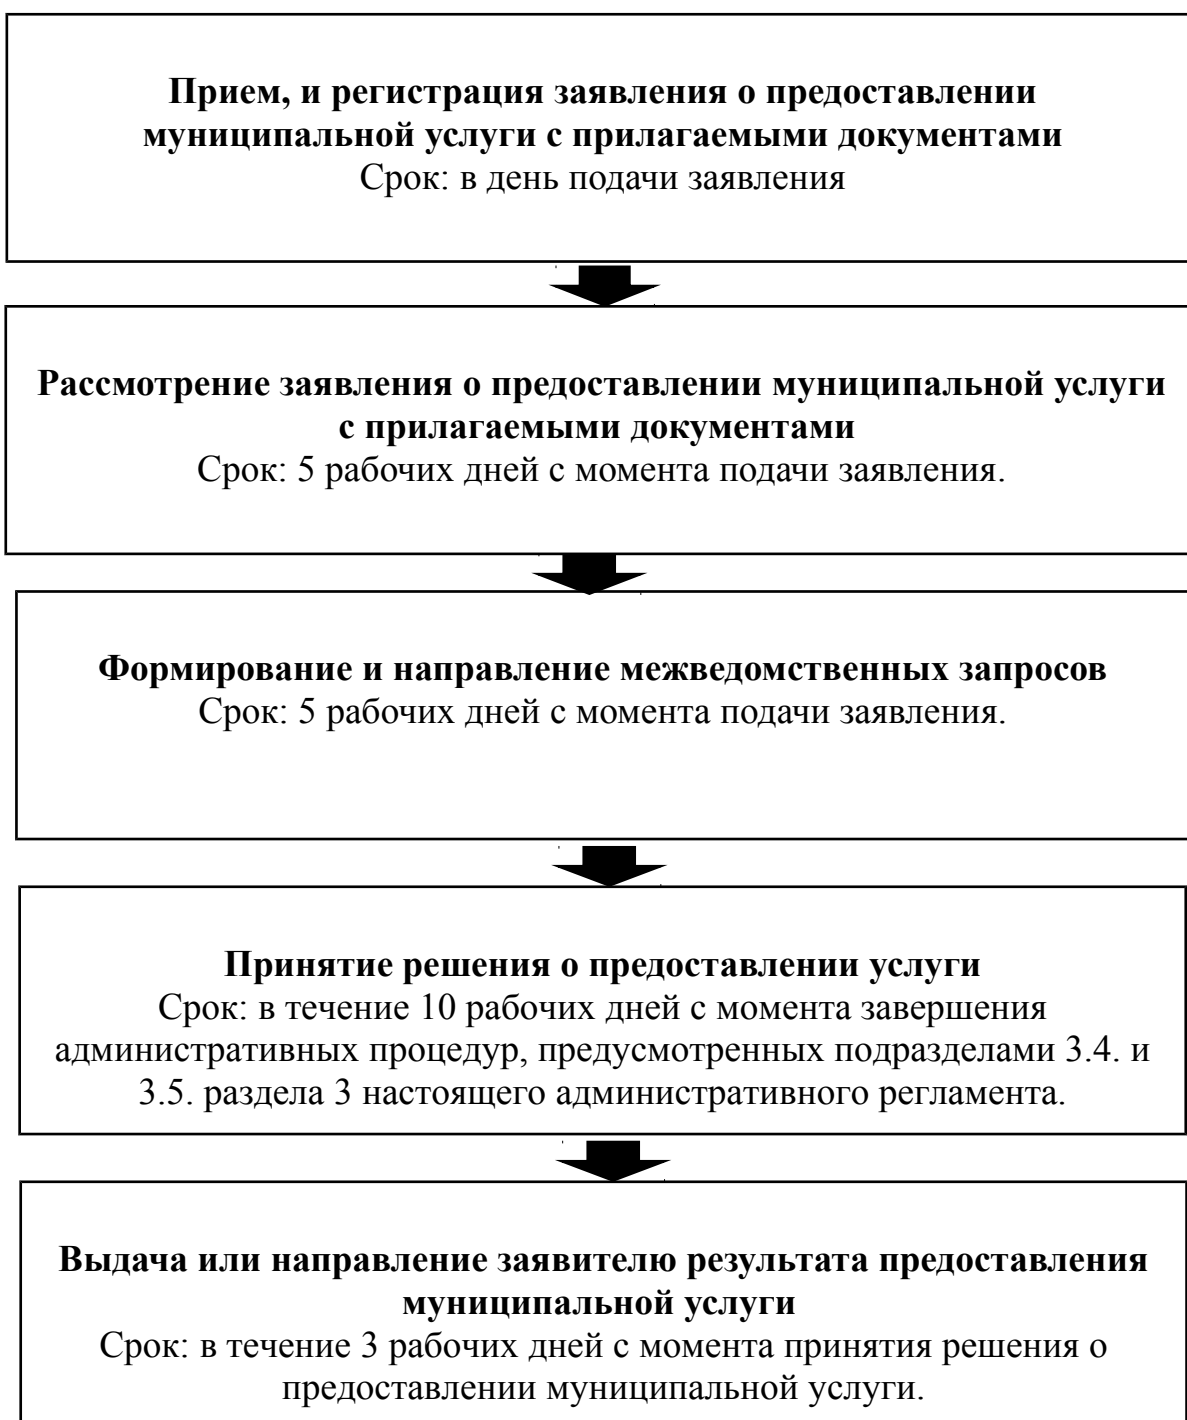 Прием, и регистрация заявления о предоставлении
муниципальной услуги с прилагаемыми документами
Срок: в день подачи заявления
Рассмотрение заявления о предоставлении муниципальной услуги
с прилагаемыми документами
Срок: 5 рабочих дней с момента подачи заявления.
Формирование и направление межведомственных запросов
Срок: 5 рабочих дней с момента подачи заявления.
Принятие решения о предоставлении услуги
Срок: в течение 10 рабочих дней с момента завершения
административных процедур, предусмотренных подразделами 3.4. и
3.5. раздела 3 настоящего административного регламента.
Выдача или направление заявителю результата предоставления
муниципальной услуги
Срок: в течение 3 рабочих дней с момента принятия решения о
предоставлении муниципальной услуги.